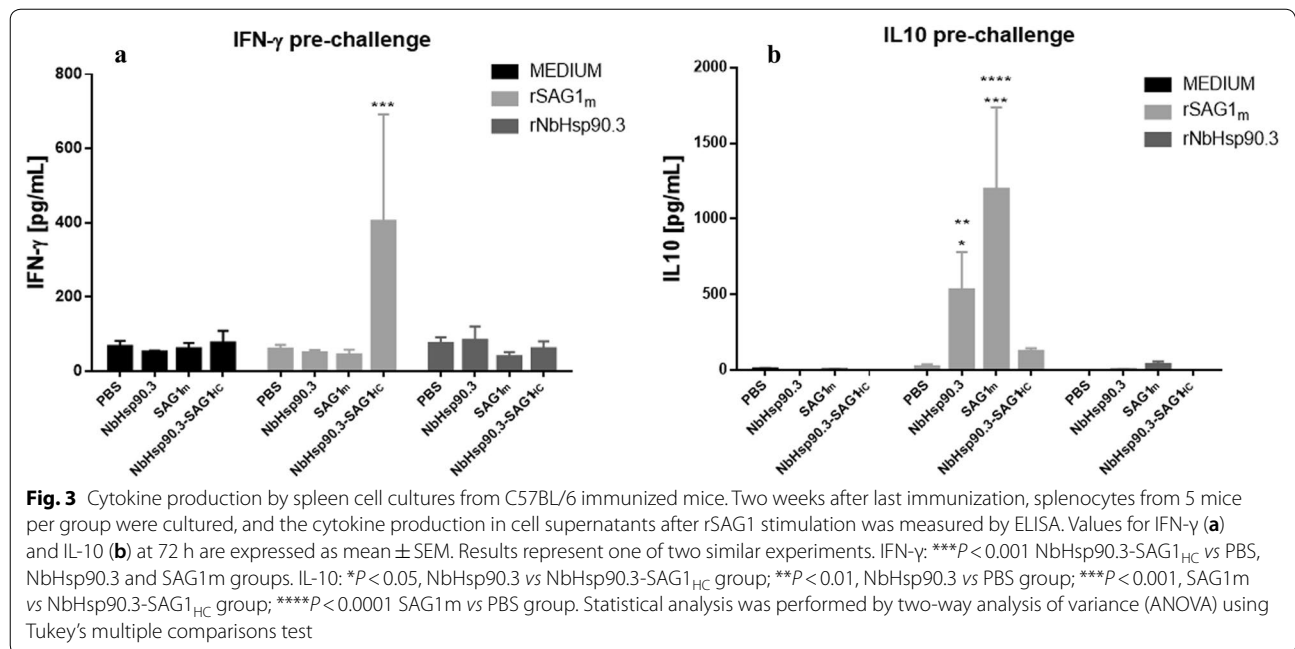 a
IFN-γ pre-challenge
800
600
400
200
0
IFN-γ [pg/mL]
***
MEDIUM
rSAG1m
rNbHsp90.3
PBS
NbHsp90.3
SAG1m
NbHsp90.3-SAG1HC
PBS
NbHsp90.3
SAG1m
NbHsp90.3-SAG1HC
PBS
NbHsp90.3
SAG1m
NbHsp90.3-SAG1HC
b
IL10 pre-challenge
2000
1500
1000
500
0
IL10 [pg/mL]
****
***
**
*
MEDIUM
rSAG1m
rNbHsp90.3
PBS
NbHsp90.3
SAG1m
NbHsp90.3-SAG1HC
PBS
NbHsp90.3
SAG1m
NbHsp90.3-SAG1HC
PBS
NbHsp90.3
SAG1m
NbHsp90.3-SAG1HC
Fig. 3 Cytokine production by spleen cell cultures from C57BL/6 immunized mice. Two weeks after last immunization, splenocytes from 5 mice
per group were cultured, and the cytokine production in cell supernatants after rSAG1 stimulation was measured by ELISA. Values for IFN-γ (a)
and IL-10 (b) at 72 h are expressed as mean ± SEM. Results represent one of two similar experiments. IFN-γ: ***P < 0.001 NbHsp90.3-SAG1HC vs PBS,
NbHsp90.3 and SAG1m groups. IL-10: *P < 0.05, NbHsp90.3 vs NbHsp90.3-SAG1HC group; **P < 0.01, NbHsp90.3 vs PBS group; ***P < 0.001, SAG1m
vs NbHsp90.3-SAG1HC group; ****P < 0.0001 SAG1m vs PBS group. Statistical analysis was performed by two-way analysis of variance (ANOVA) using
Tukey's multiple comparisons test